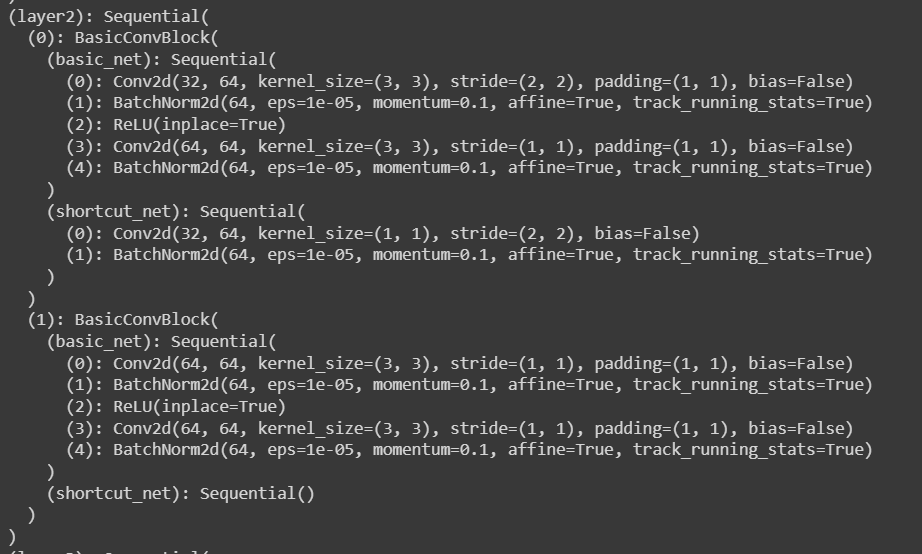 (layer2): Sequential(
  (0): BasicConvBlock(
    (basic_net): Sequential(
      (0): Conv2d(32, 64, kernel_size=(3, 3), stride=(2, 2), padding=(1, 1), bias=False)
      (1): BatchNorm2d(64, eps=1e-05, momentum=0.1, affine=True, track_running_stats=True)
      (2): ReLU(inplace=True)
      (3): Conv2d(64, 64, kernel_size=(3, 3), stride=(1, 1), padding=(1, 1), bias=False)
      (4): BatchNorm2d(64, eps=1e-05, momentum=0.1, affine=True, track_running_stats=True)
    )
    (shortcut_net): Sequential(
      (0): Conv2d(32, 64, kernel_size=(1, 1), stride=(2, 2), bias=False)
      (1): BatchNorm2d(64, eps=1e-05, momentum=0.1, affine=True, track_running_stats=True)
    )
  )
  (1): BasicConvBlock(
    (basic_net): Sequential(
      (0): Conv2d(64, 64, kernel_size=(3, 3), stride=(1, 1), padding=(1, 1), bias=False)
      (1): BatchNorm2d(64, eps=1e-05, momentum=0.1, affine=True, track_running_stats=True)
      (2): ReLU(inplace=True)
      (3): Conv2d(64, 64, kernel_size=(3, 3), stride=(1, 1), padding=(1, 1), bias=False)
      (4): BatchNorm2d(64, eps=1e-05, momentum=0.1, affine=True, track_running_stats=True)
    )
    (shortcut_net): Sequential()
  )
)